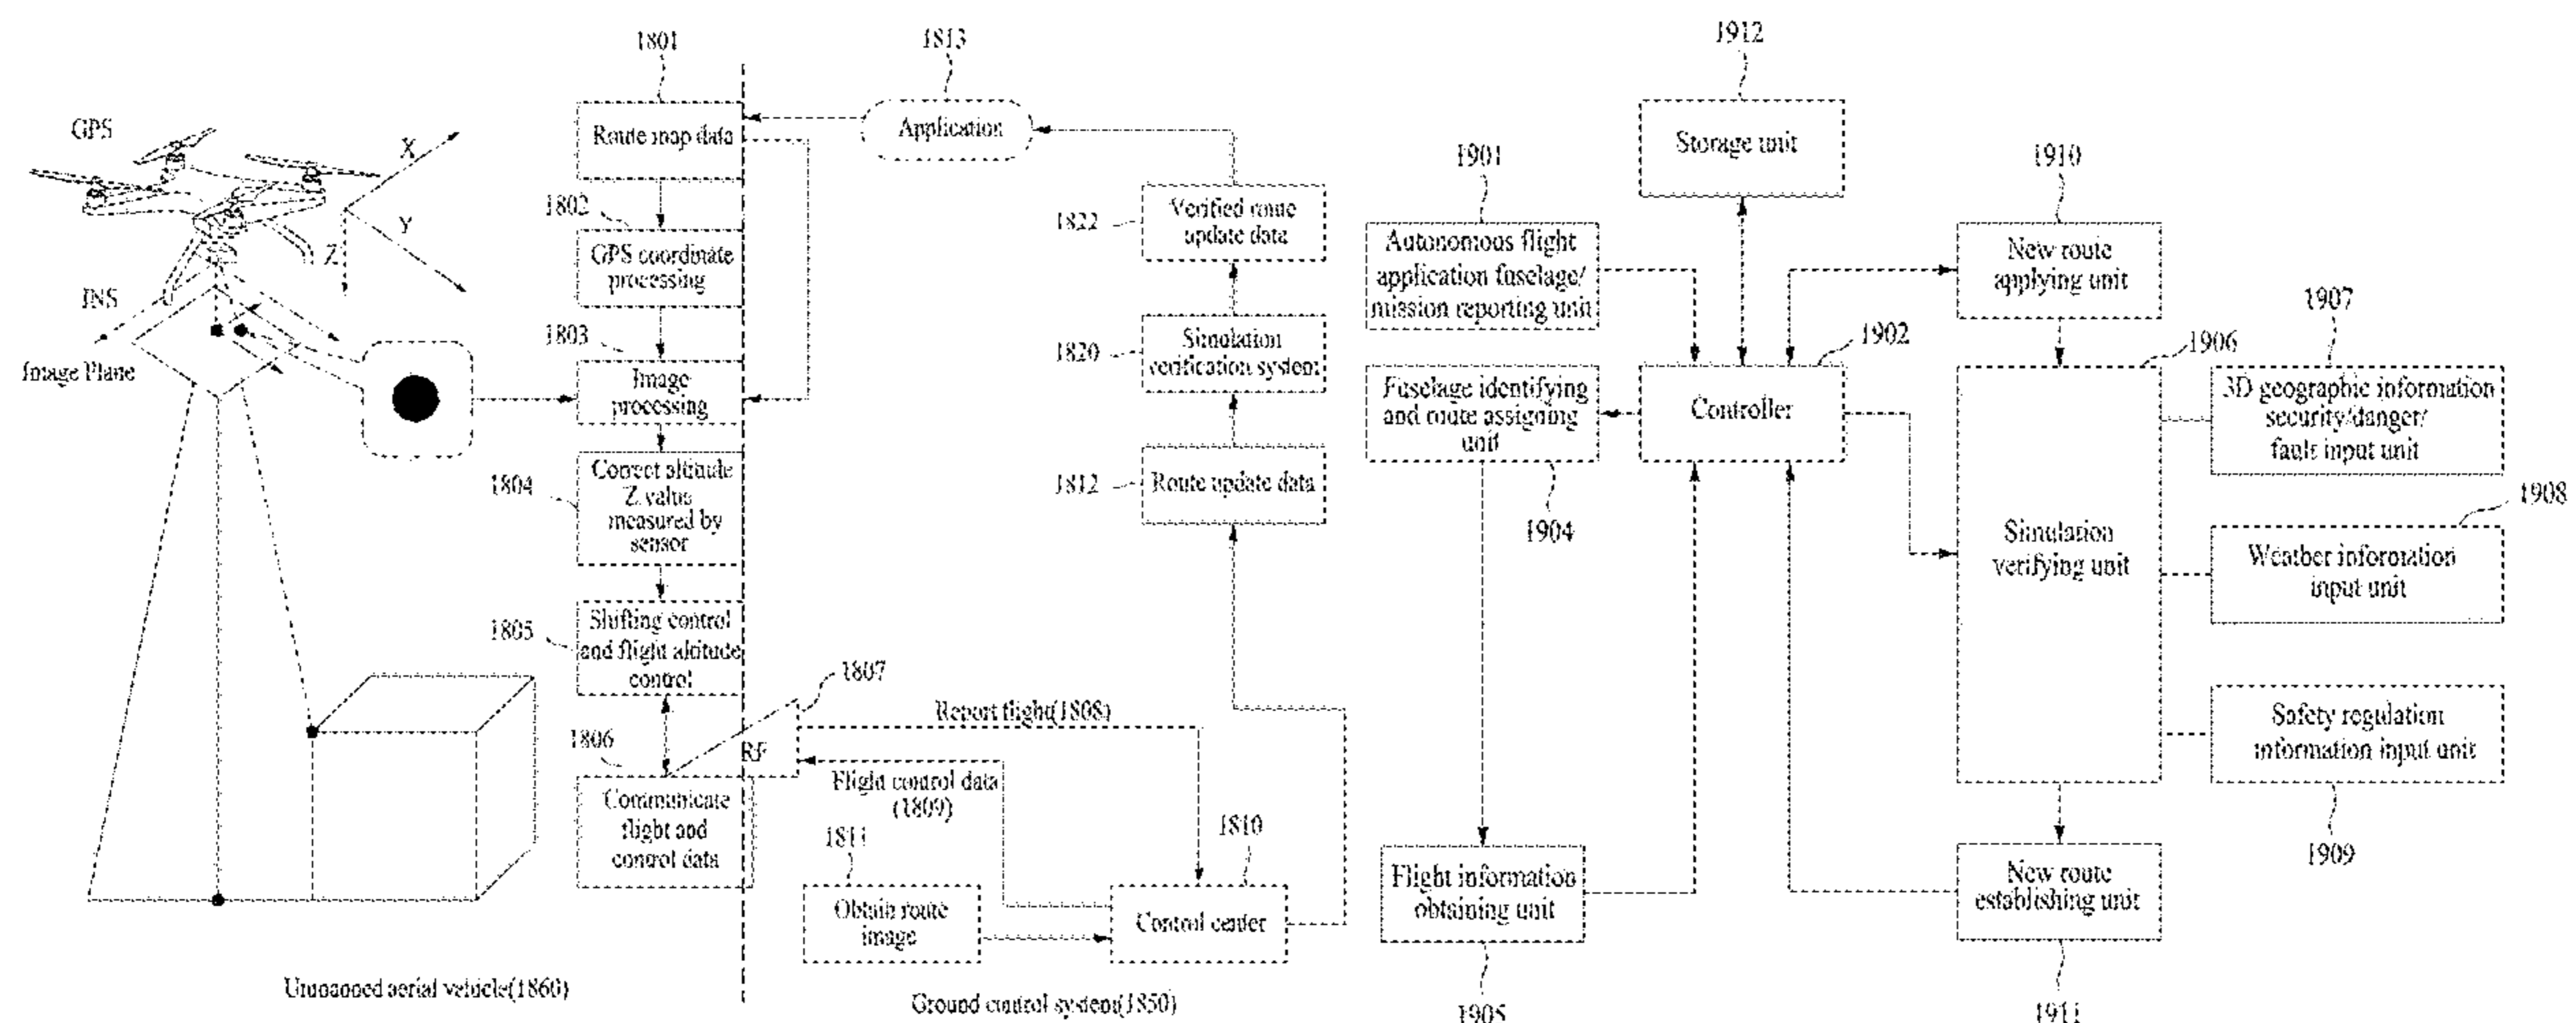 1801
1813
1912
GPS
X
Route map data
Application
Storage unit
1901
1910
1802
Y
Z
GPS coordinate
processing
1822
Verified route
update data
Autonomous flight
application fuselage/
mission reporting unit
New route
applying unit
1907
INS
1803
1820
Simulation
verification system
1902
1906
Image Plane
Image
processing
Fuselage identifying
and route assigning
unit
Controller
3D geographic information
security/danger/
fault input unit
1804
Correct altitude
Z value
measured by
sensor
1812
Route update data
1904
1908
Simulation
verifying unit
Weather information
input unit
1805
Shifting control
and flight altitude
control
1807
Report flight(1808)
Safety regulation
information input unit
1806
RF
Flight control data
(1809)
Communicate
flight and
control data
1811
1810
1909
Obtain route
image
Control center
Flight information
obtaining unit
New route
establishing unit
Unmanned aerial vehicle(1860)
Ground control system(1850)
1905
1911